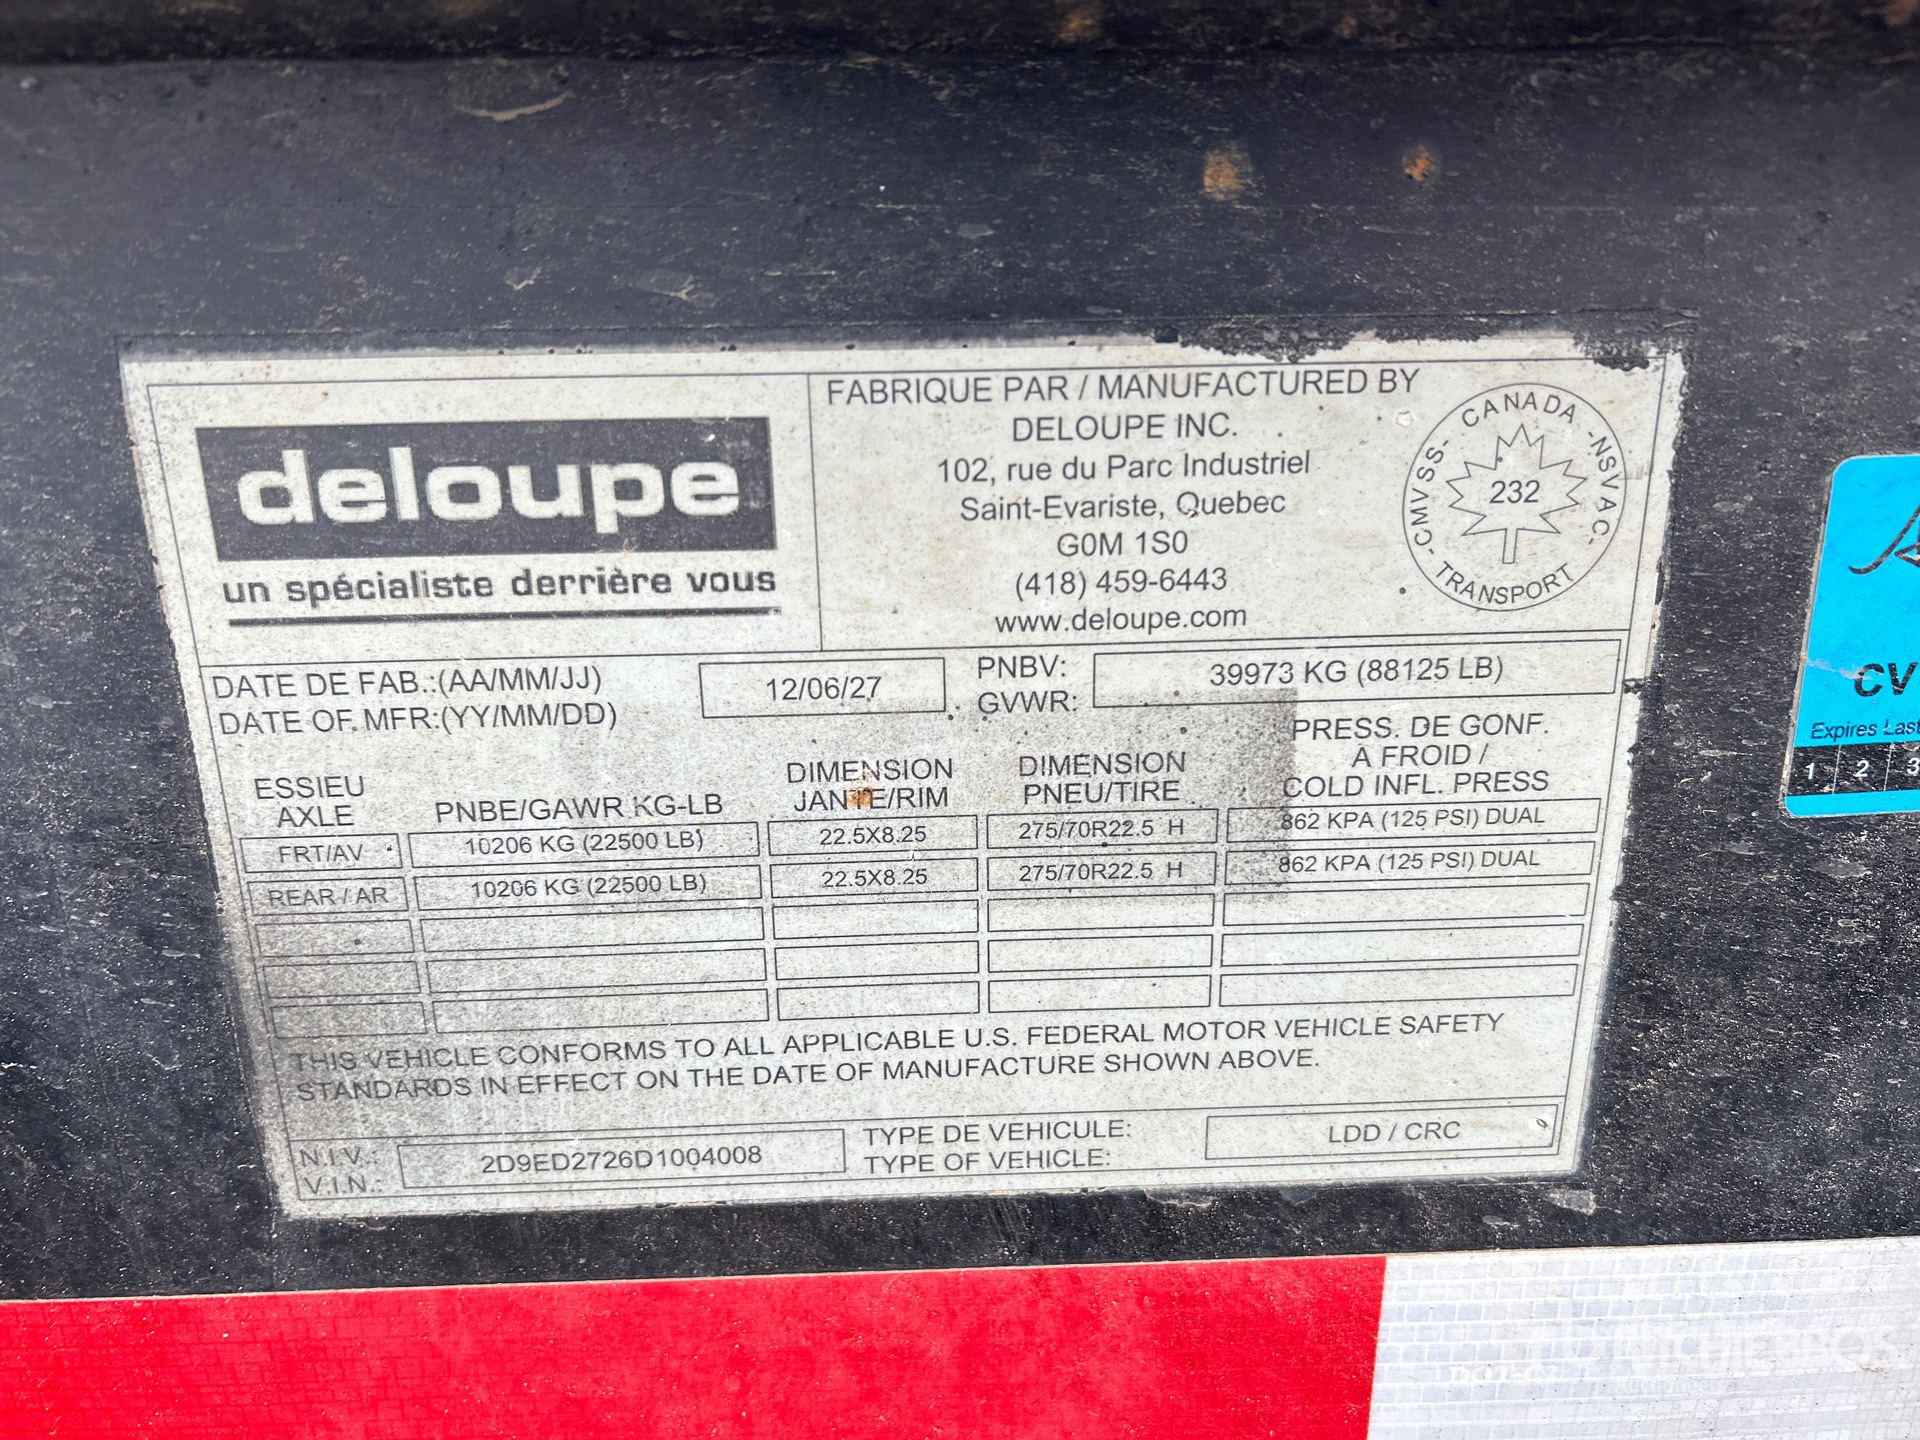 deloupe
un spécialiste derrière vous
FABRIQUE PAR / MANUFACTURED BY
DELOUPE INC.
102, rue du Parc Industriel
Saint-Evariste, Quebec
G0M 1S0
(418) 459-6443
www.deloupe.com
CANADA
-CMVSS-
-NSVAC-
232
TRANSPORT
DATE DE FAB.:(AA/MM/JJ)
DATE OF MFR:(YY/MM/DD)
12/06/27
PNBV:
GVWR:
39973 KG (88125 LB)
ESSIEU
AXLE
PNBE/GAWR KG-LB
DIMENSION
JANTE/RIM
DIMENSION
PNEU/TIRE
PRESS. DE GONF.
À FROID /
COLD INFL. PRESS
FRT/AV 10206 KG (22500 LB) 22.5X8.25 275/70R22.5 H 862 KPA (125 PSI) DUAL
REAR / AR 10206 KG (22500 LB) 22.5X8.25 275/70R22.5 H 862 KPA (125 PSI) DUAL
THIS VEHICLE CONFORMS TO ALL APPLICABLE U.S. FEDERAL MOTOR VEHICLE SAFETY
STANDARDS IN EFFECT ON THE DATE OF MANUFACTURE SHOWN ABOVE.
N.I.V.:
V.I.N.:
2D9ED2726D1004008
TYPE DE VEHICULE:
TYPE OF VEHICLE:
LDD / CRC
CV
Expires Last
1 2 3
RITCHIE BROS
DOT-C2